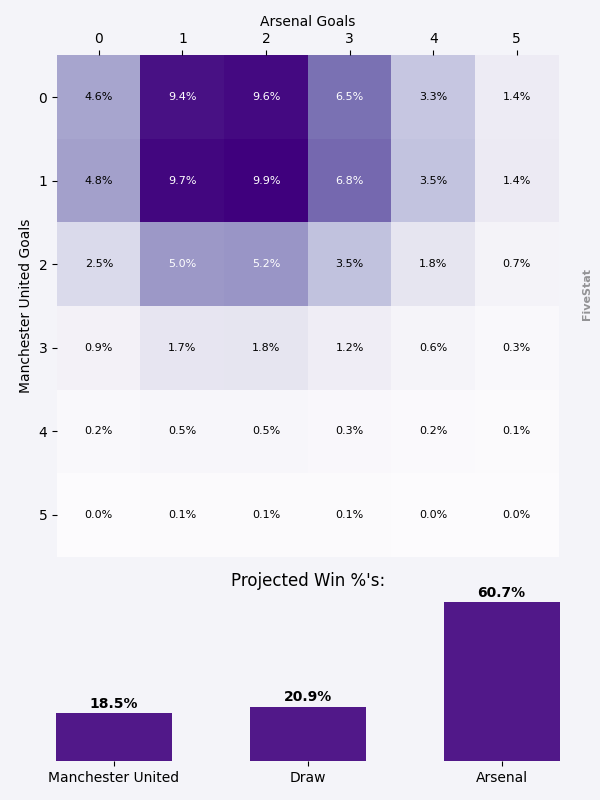 Arsenal Goals
0 1 2 3 4 5
0 4.6% 9.4% 9.6% 6.5% 3.3% 1.4%
1 4.8% 9.7% 9.9% 6.8% 3.5% 1.4%
2 2.5% 5.0% 5.2% 3.5% 1.8% 0.7%
3 0.9% 1.7% 1.8% 1.2% 0.6% 0.3%
4 0.2% 0.5% 0.5% 0.3% 0.2% 0.1%
5 0.0% 0.1% 0.1% 0.1% 0.0% 0.0%
Manchester United Goals
FiveStat
Projected Win %'s:
18.5% 20.9% 60.7%
Manchester United Draw Arsenal